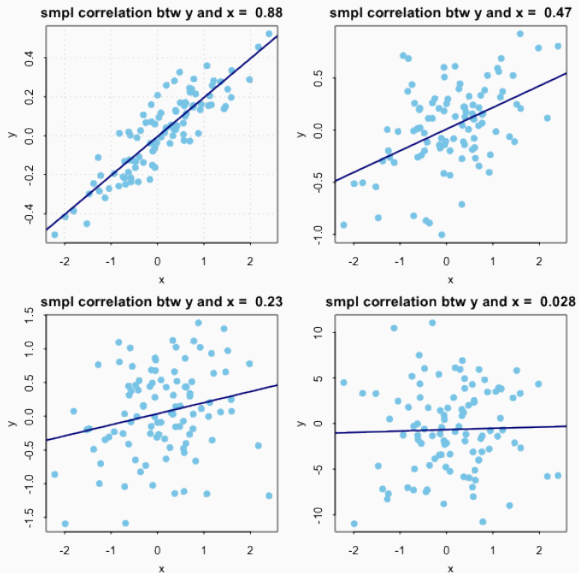 smpl correlation btw y and x = 0.88
smpl correlation btw y and x = 0.47
y
-0.4 -0.2 0.0 0.2 0.4
-2 -1 0 1 2
x
y
-1.0 -0.5 0.0 0.5
-2 -1 0 1 2
x
smpl correlation btw y and x = 0.23
smpl correlation btw y and x = 0.028
y
-1.5 -1.0 -0.5 0.0 0.5 1.0 1.5
-2 -1 0 1 2
x
y
-10 -5 0 5 10
-2 -1 0 1 2
x